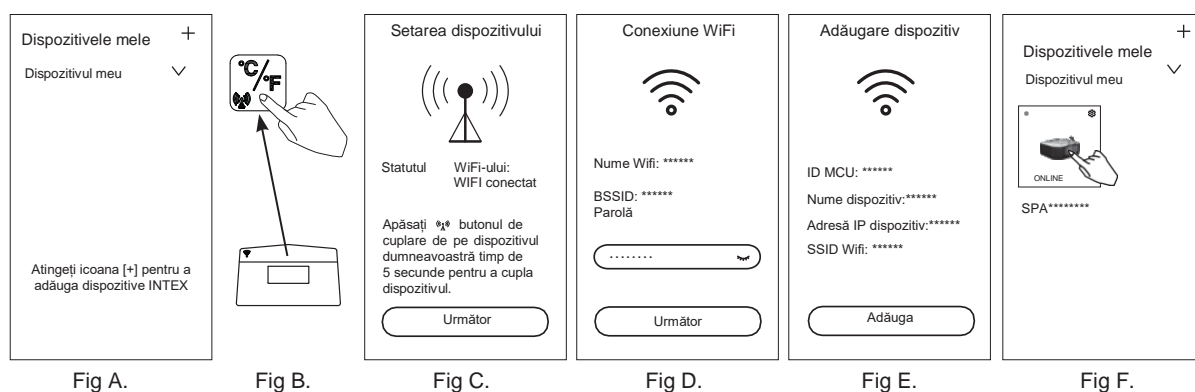 Dispozitivele mele +
Dispozitivul meu
Atingeți icoana [+] pentru a
adăuga dispozitive INTEX
Fig A.
°C/°F
Fig B.
Setarea dispozitivului
Statutul WiFi-ului:
WIFI conectat
Apăsați butonul de
cuplare de pe dispozitivul
dumneavoastră timp de
5 secunde pentru a cupla
dispozitivul.
Următor
Fig C.
Conexiune WiFi
Nume Wifi: ******
BSSID: ******
Parolă
........
Următor
Fig D.
Adăugare dispozitiv
ID MCU: ******
Nume dispozitiv:******
Adresă IP dispozitiv:******
SSID Wifi: ******
Adăuga
Fig E.
+
Dispozitivele mele
Dispozitivul meu
ONLINE
SPA********
Fig F.